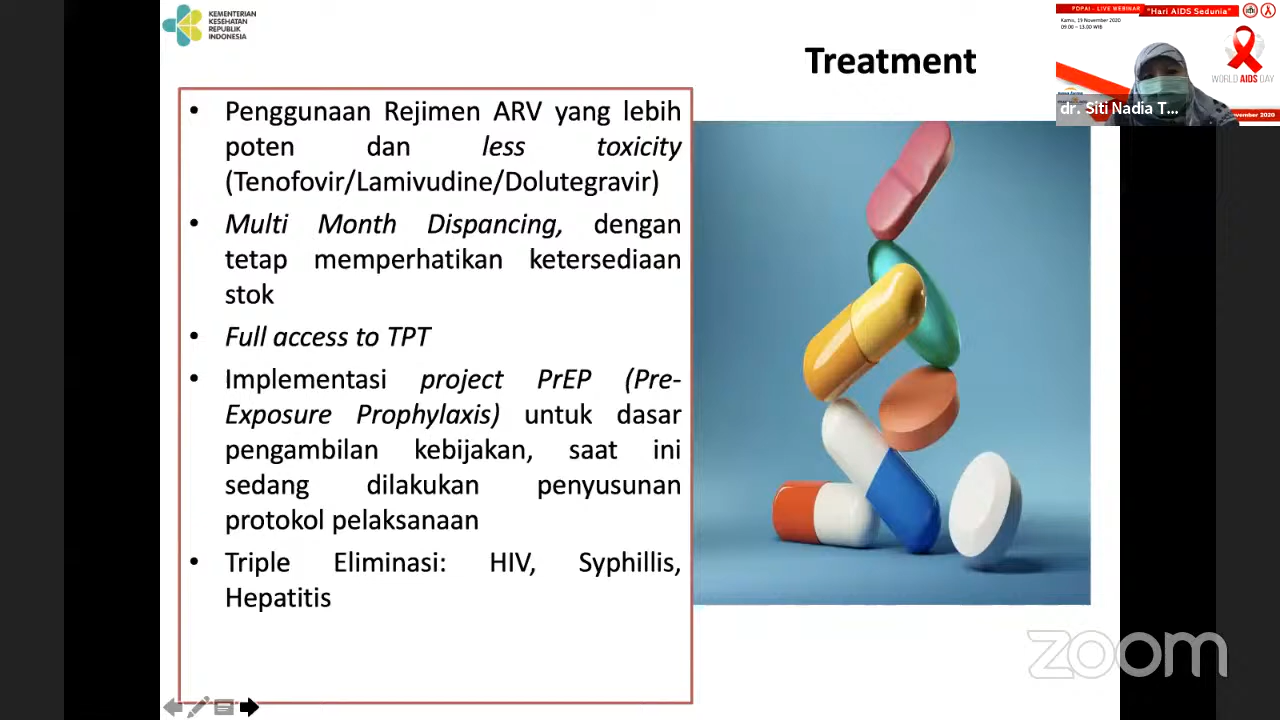 KEMENTERIAN
KESEHATAN
REPUBLIK
INDONESIA
Treatment
• Penggunaan Rejimen ARV yang lebih
poten dan less toxicity
(Tenofovir/Lamivudine/Dolutegravir)
• Multi Month Dispancing, dengan
tetap memperhatikan ketersediaan
stok
• Full access to TPT
• Implementasi project PrEP (Pre-
Exposure Prophylaxis) untuk dasar
pengambilan kebijakan, saat ini
sedang dilakukan penyusunan
protokol pelaksanaan
• Triple Eliminasi: HIV, Syphillis,
Hepatitis
PDPAI - LIVE WEBINAR
"Hari AIDS Sedunia"
Kamu, 19 November 2020
09.00 - 13.00 WIB
WORLD AIDS DAY
dr. Siti Nadia T...
vember 2020
zoom